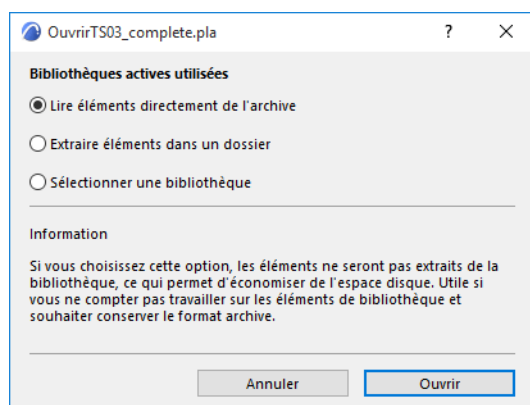 OuvrirTS03_complete.pla
?
Bibliothèques actives utilisées
Lire éléments directement de l'archive
Extraire éléments dans un dossier
Sélectionner une bibliothèque
Information
Si vous choisissez cette option, les éléments ne seront pas extraits de la
bibliothèque, ce qui permet d'économiser de l'espace disque. Utile si
vous ne compter pas travailler sur les éléments de bibliothèque et
souhaiter conserver le format archive.
Annuler
Ouvrir